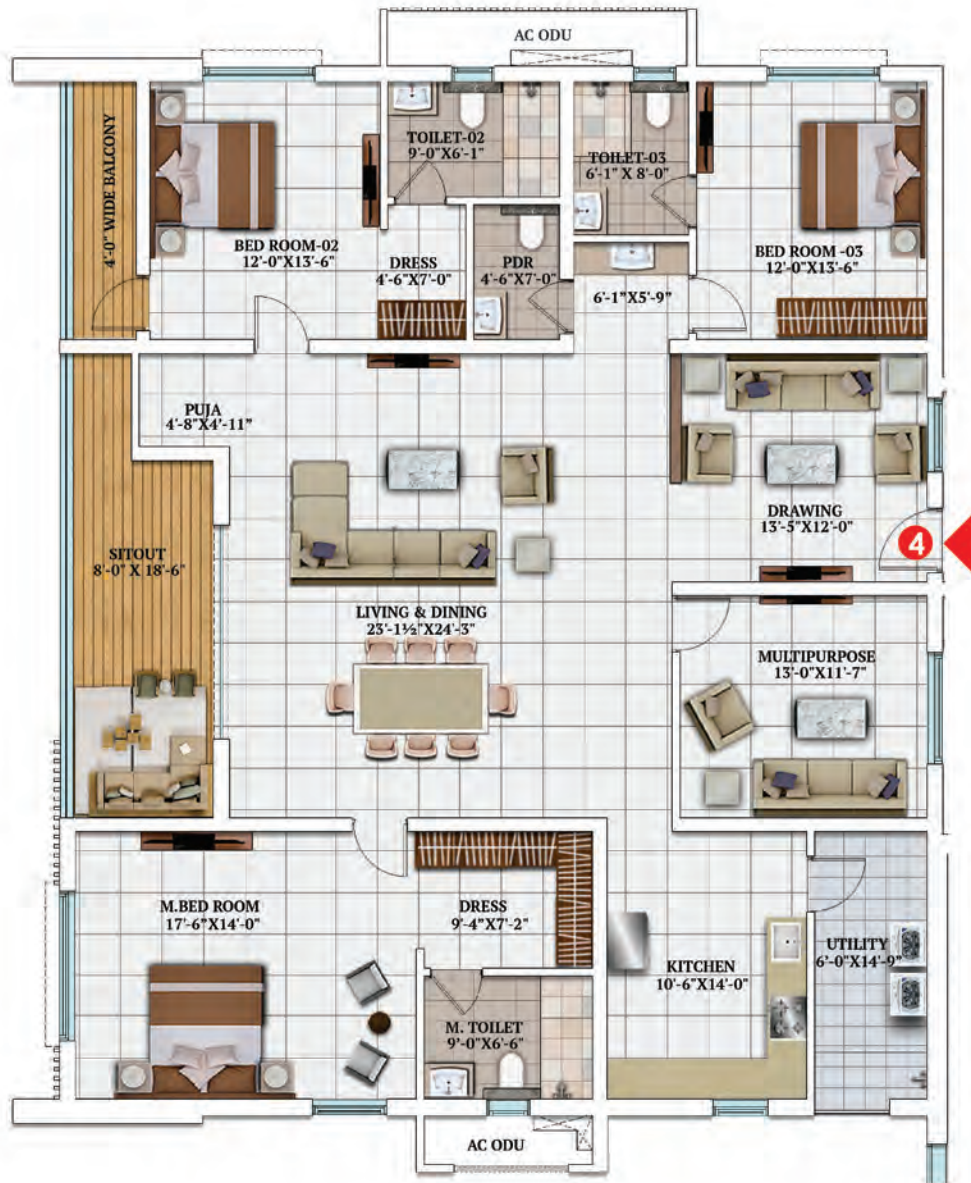 AC ODU
4'-0" WIDE BALCONY
TOILET-02
9'-0"X6'-1"
TOILET-03
6'-1" X 8'-0"
BED ROOM-02
12'-0"X13'-6"
DRESS
4'-6"X7'-0"
PDR
4'-6"X7'-0"
6'-1"X5'-9"
BED ROOM -03
12'-0"X13'-6"
PUJA
4'-8"X4'-11"
DRAWING
13'-5"X12'-0"
4
SITOUT
8'-0" X 18'-6"
LIVING & DINING
23'-1½"X24'-3"
MULTIPURPOSE
13'-0"X11'-7"
M.BED ROOM
17'-6"X14'-0"
DRESS
9'-4"X7'-2"
KITCHEN
10'-6"X14'-0"
UTILITY
6'-0"X14'-9"
M. TOILET
9'-0"X6'-6"
AC ODU